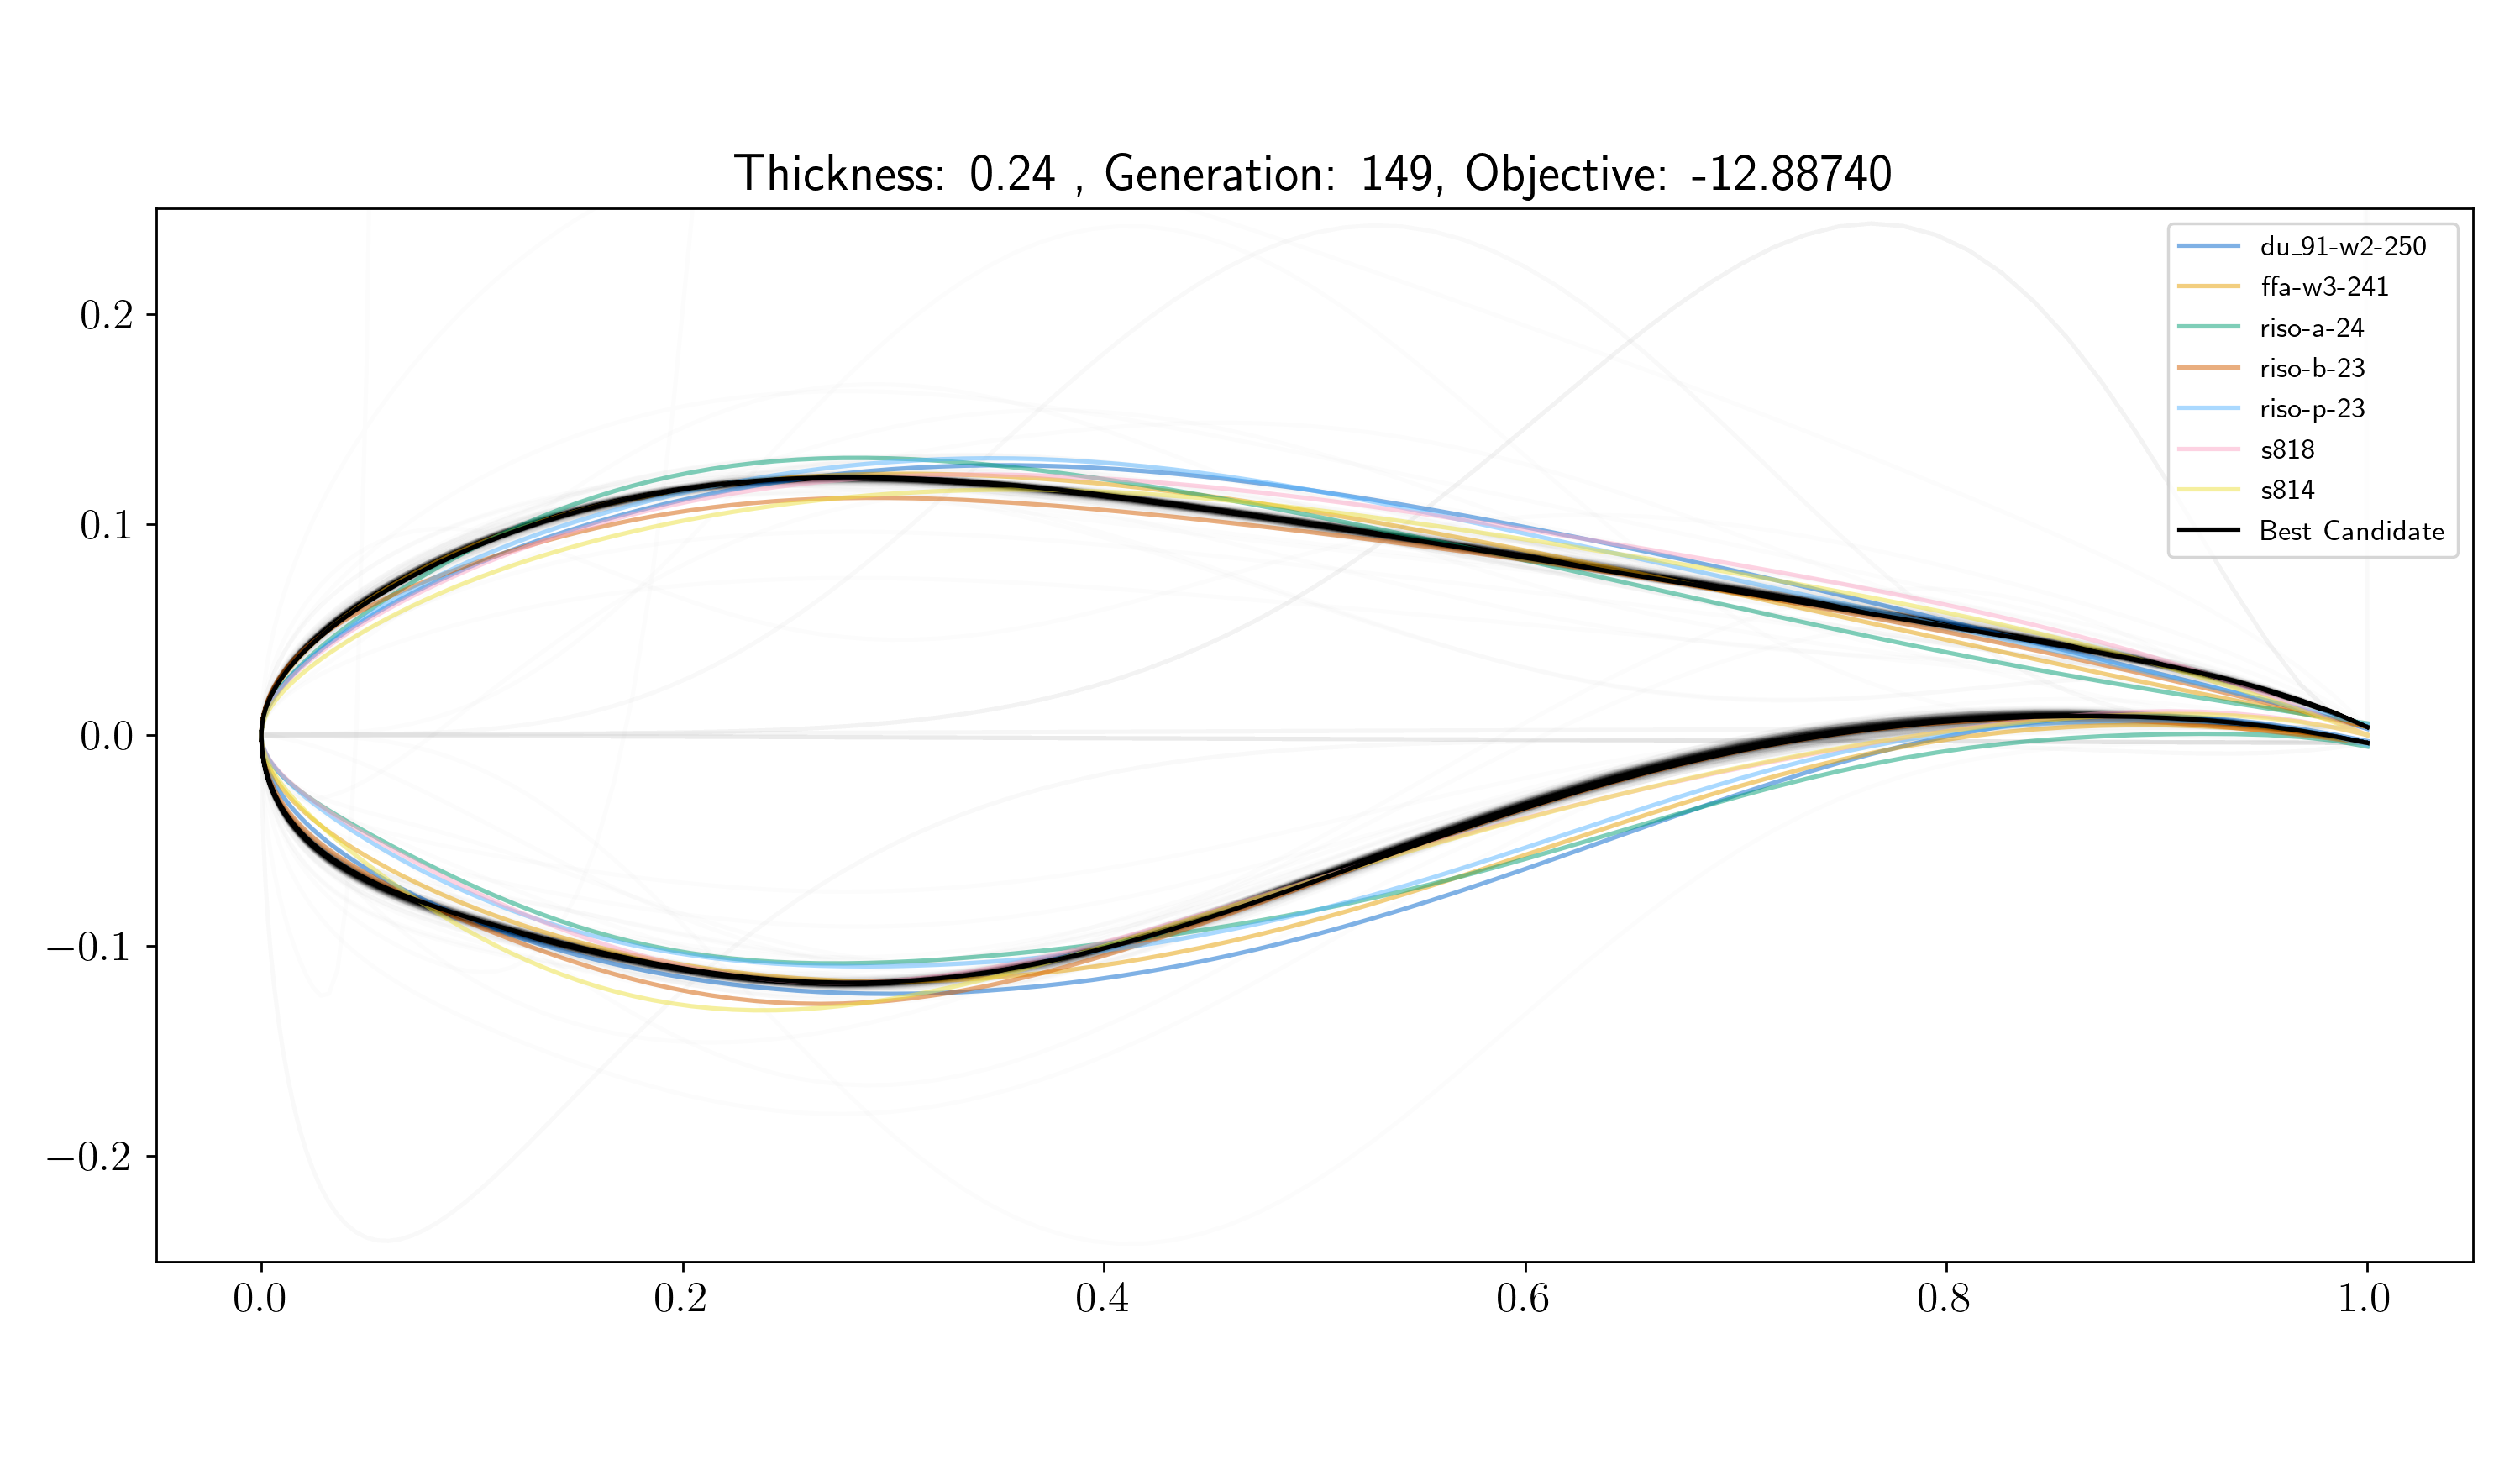 Thickness: 0.24 , Generation: 149, Objective: -12.88740
du_91-w2-250
ffa-w3-241
riso-a-24
riso-b-23
riso-p-23
s818
s814
Best Candidate
0.2
0.1
0.0
−0.1
−0.2
0.0 0.2 0.4 0.6 0.8 1.0